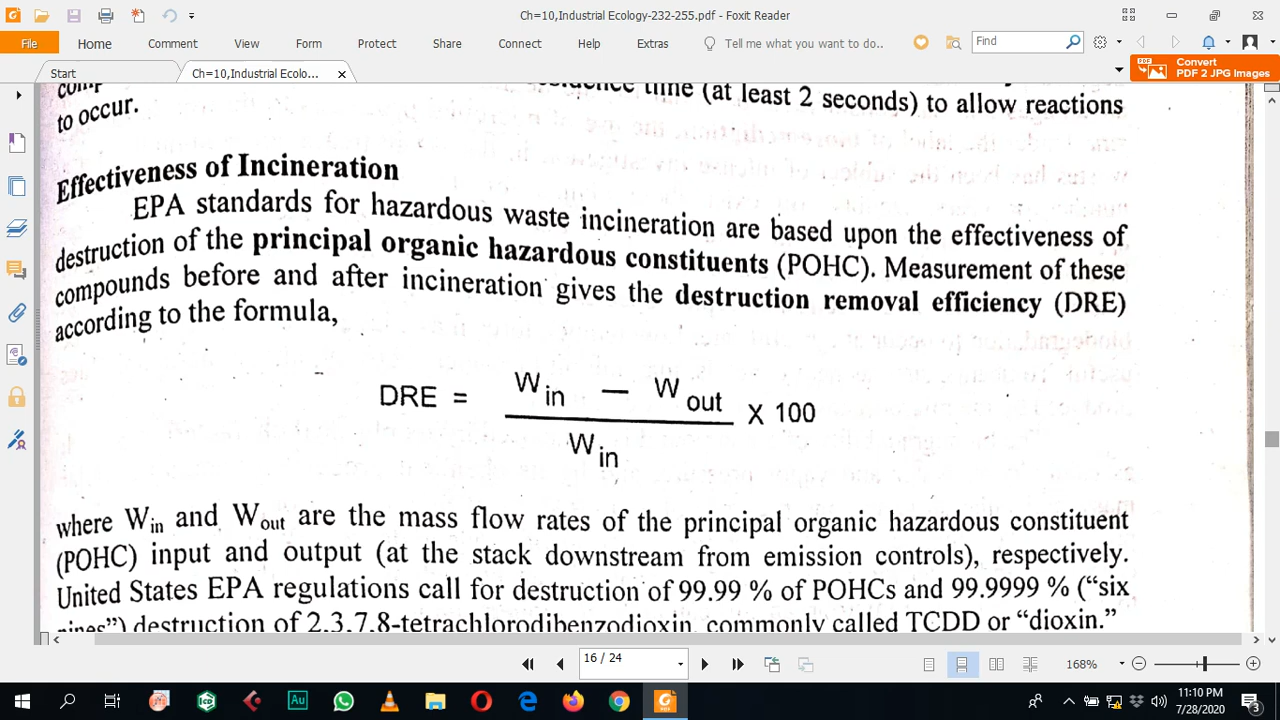 Ch=10,Industrial Ecology-232-255.pdf - Foxit Reader
File Home Comment View Form Protect Share Connect Help Extras Tell me what you want to do.. Find
Convert
PDF 2 JPG Images
Start Ch=10,Industrial Ecolo...
time (at least 2 seconds) to allow reactions
to occur.
Effectiveness of Incineration
EPA standards for hazardous waste incineration are based upon the effectiveness of
destruction of the principal organic hazardous constituents (POHC). Measurement of these
compounds before and after incineration gives the destruction removal efficiency (DRE)
according to the formula,
DRE = W in — W out X 100
W in
where Win and Wout are the mass flow rates of the principal organic hazardous constituent
(POHC) input and output (at the stack downstream from emission controls), respectively.
United States EPA regulations call for destruction of 99.99 % of POHCs and 99.9999 % (“six
nines”) destruction of 2,3,7,8-tetrachlorodibenzodioxin, commonly called TCDD or “dioxin.”
16 / 24
168%
Au
11:10 PM
7/28/2020
3